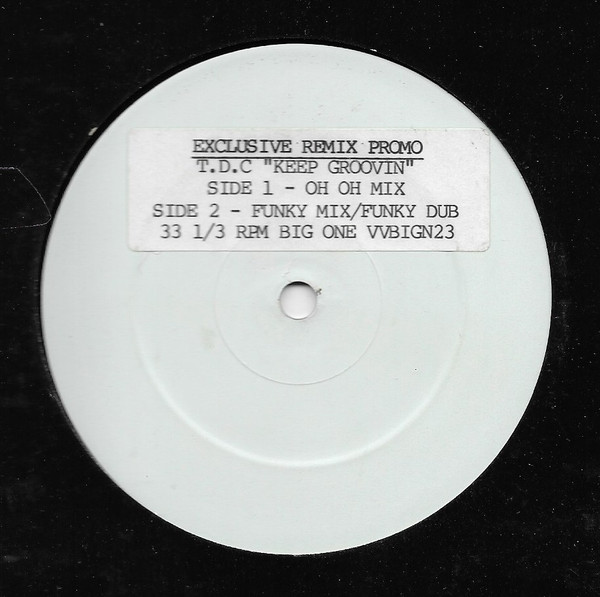 EXCLUSIVE REMIX PROMO
T.D.C "KEEP GROOVIN"
SIDE 1 - OH OH MIX
SIDE 2 - FUNKY MIX/FUNKY DUB
33 1/3 RPM BIG ONE VVBIGN23